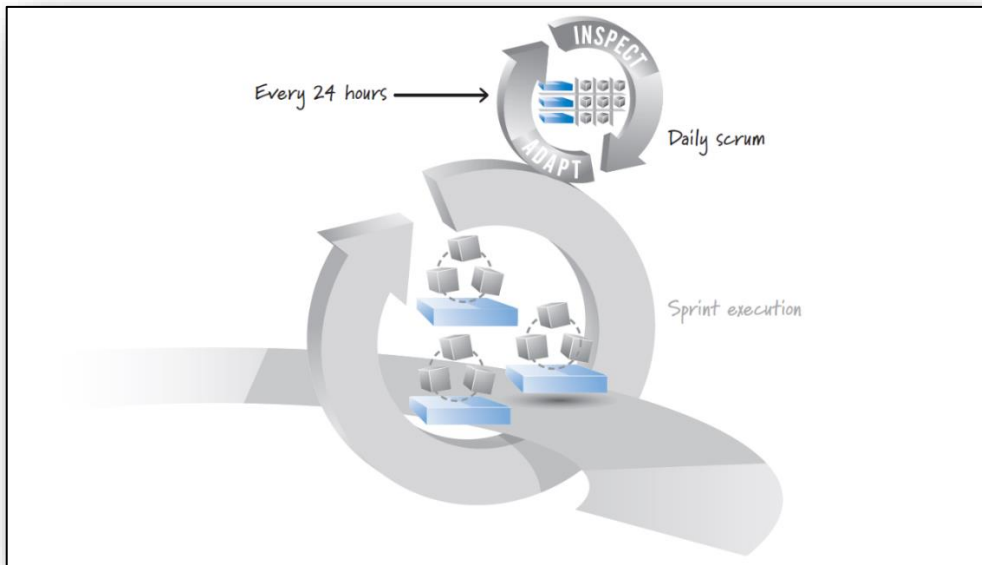 INSPECT
Every 24 hours
Daily scrum
ADAPT
Sprint execution